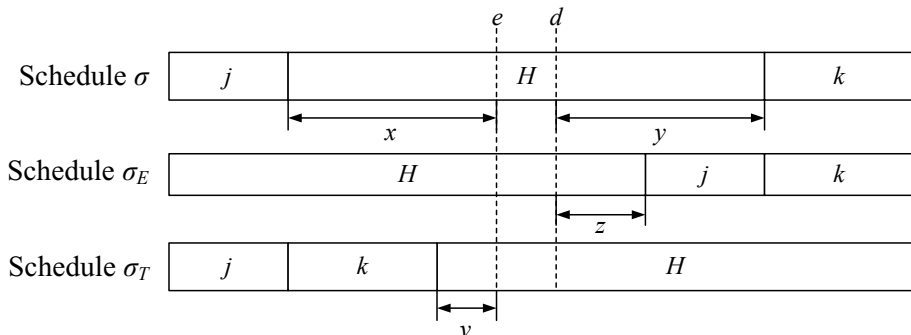 e d
Schedule σ j H k
x y
Schedule σE H j k
z
Schedule σT j k H
v